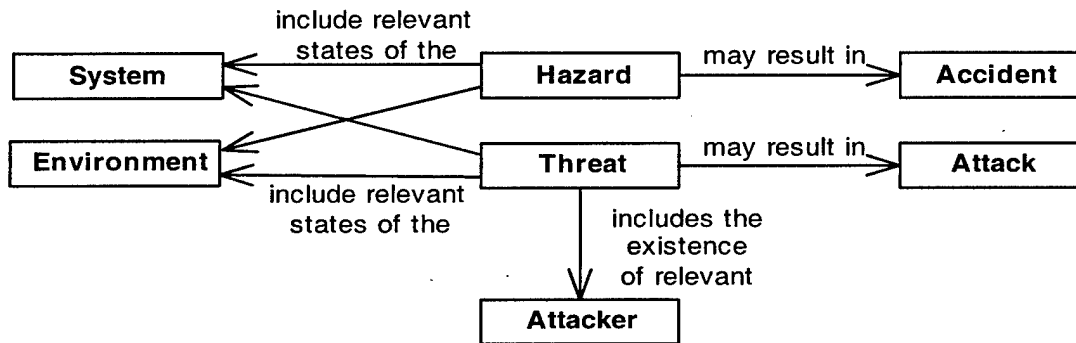 include relevant
states of the
may result in
System
Hazard
Accident
may result in
Environment
Threat
Attack
include relevant
states of the
includes the
existence
of relevant
Attacker